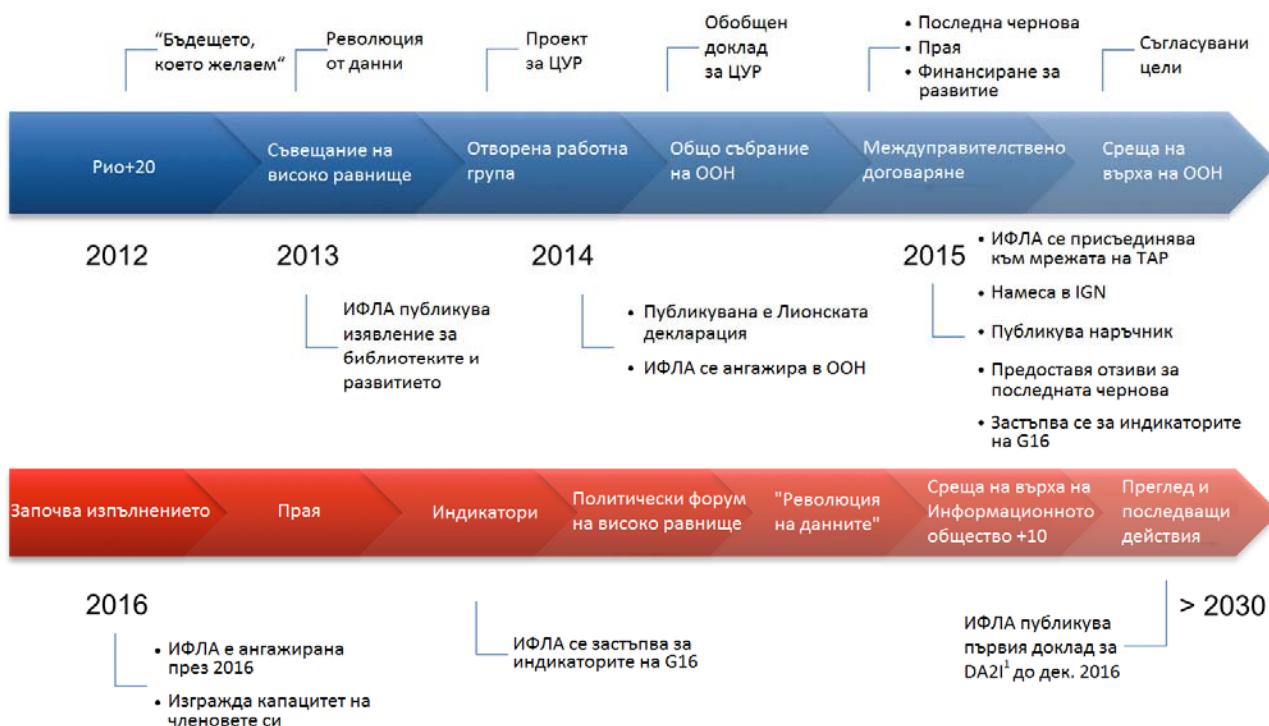 “Бъдещето,
което желаем“
Революция
от данни
Проект
за ЦУР
Обобщен
доклад
за ЦУР
• Последна чернова
• Прая
• Финансиране за
развитие
Съгласувани
цели
Рио+20
Съвещание на
високо равнище
Отворена работна
група
Общо събрание
на ООН
Междуправителствено
договаряне
Среща на
върха на ООН
2012
2013
ИФЛА публикува
изявление за
библиотеките и
развитието
2014
• Публикувана е Лионската
декларация
• ИФЛА се ангажира в ООН
2015
• ИФЛА се присъединява
към мрежата на TAP
• Намеса в IGN
• Публикува наръчник
• Предоставя отзиви за
последната чернова
• Застъпва се за индикаторите
на G16
Започва изпълнението
Прая
Индикатори
Политически форум
на високо равнище
"Революция
на данните"
Среща на върха на
Информационното
общество +10
Преглед и
последващи
действия
2016
• ИФЛА е ангажирана
през 2016
• Изгражда капацитет на
членовете си
ИФЛА се застъпва за
индикаторите на G16
ИФЛА публикува
първия доклад за
DA2I¹ до дек. 2016
> 2030